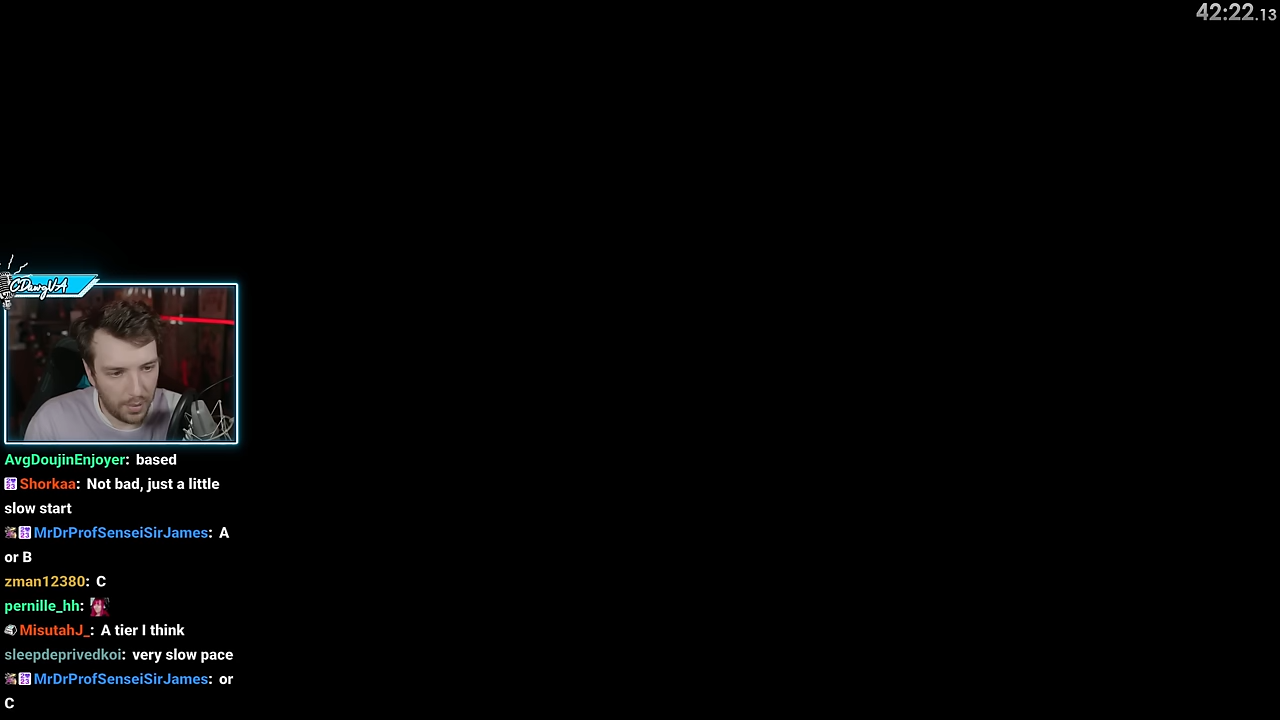 42:22.13
CDawgVA
AvgDoujinEnjoyer: based
Shorkaa: Not bad, just a little
slow start
MrDrProfSenseiSirJames: A
or B
zman12380: C
pernille_hh:
MisutahJ_: A tier I think
sleepdeprivedkoi: very slow pace
MrDrProfSenseiSirJames: or
C